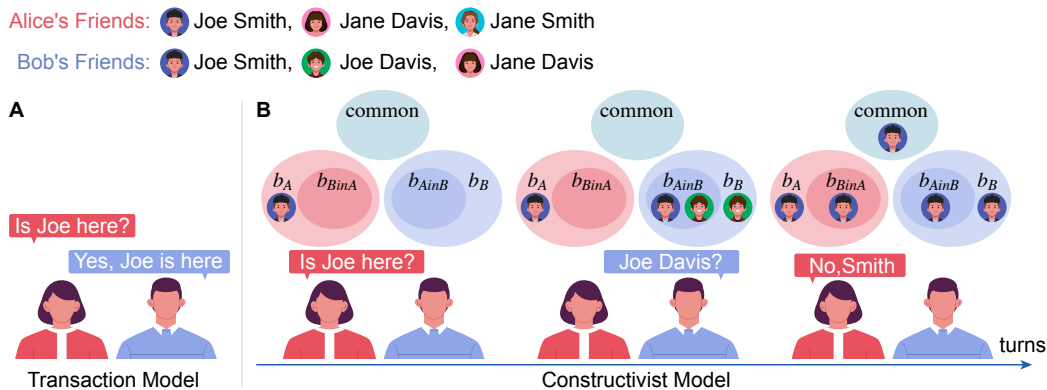 Alice's Friends: Joe Smith, Jane Davis, Jane Smith
Bob's Friends: Joe Smith, Joe Davis, Jane Davis
A
B
common
common
common
b_A b_BinA b_AinB b_B
b_A b_BinA b_AinB b_B
b_A b_BinA b_AinB b_B
Is Joe here?
Yes, Joe is here
Is Joe here?
Joe Davis?
No,Smith
turns
Transaction Model
Constructivist Model